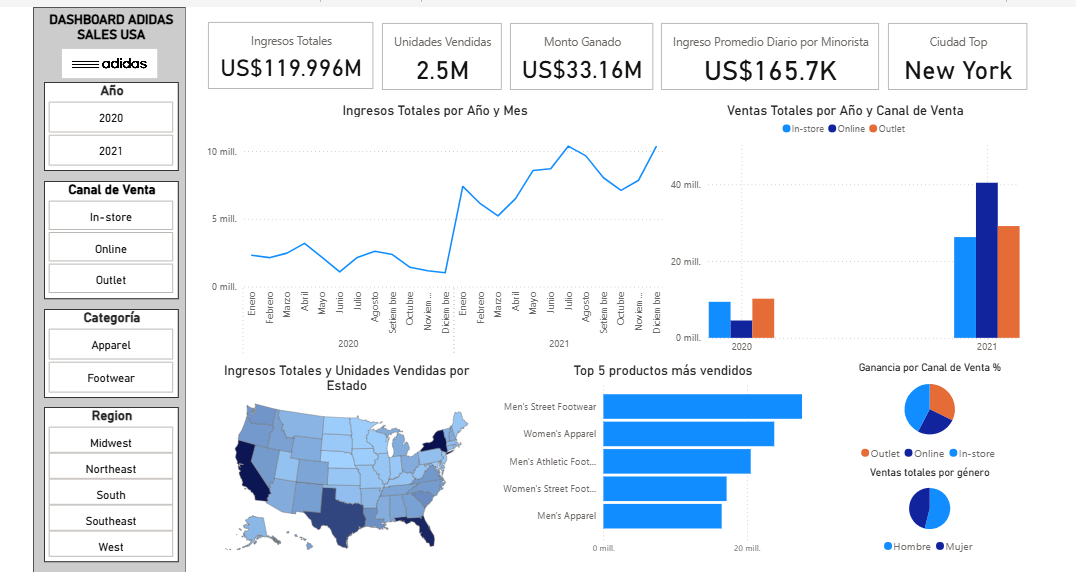 DASHBOARD ADIDAS
SALES USA
adidas
Año
2020
2021
Canal de Venta
In-store
Online
Outlet
Categoría
Apparel
Footwear
Region
Midwest
Northeast
South
Southeast
West
Ingresos Totales
US$119.996M
Unidades Vendidas
2.5M
Monto Ganado
US$33.16M
Ingreso Promedio Diario por Minorista
US$165.7K
Ciudad Top
New York
Ingresos Totales por Año y Mes
10 mill.
5 mill.
0 mill.
Enero
Febrero
Marzo
Abril
Mayo
Junio
Julio
Agosto
Setiem bre
Octubre
Noviem ...
Diciem bre
Enero
Febrero
Marzo
Abril
Mayo
Junio
Julio
Agosto
Setiem bre
Octubre
Noviem ...
Diciem bre
2020
2021
Ventas Totales por Año y Canal de Venta
In-store Online Outlet
40 mill.
20 mill.
0 mill.
2020
2021
Ingresos Totales y Unidades Vendidas por
Estado
Top 5 productos más vendidos
Men's Street Footwear
Women's Apparel
Men's Athletic Foot...
Women's Street Foot...
Men's Apparel
0 mill.
20 mill.
Ganancia por Canal de Venta %
Outlet Online In-store
Ventas totales por género
Hombre Mujer